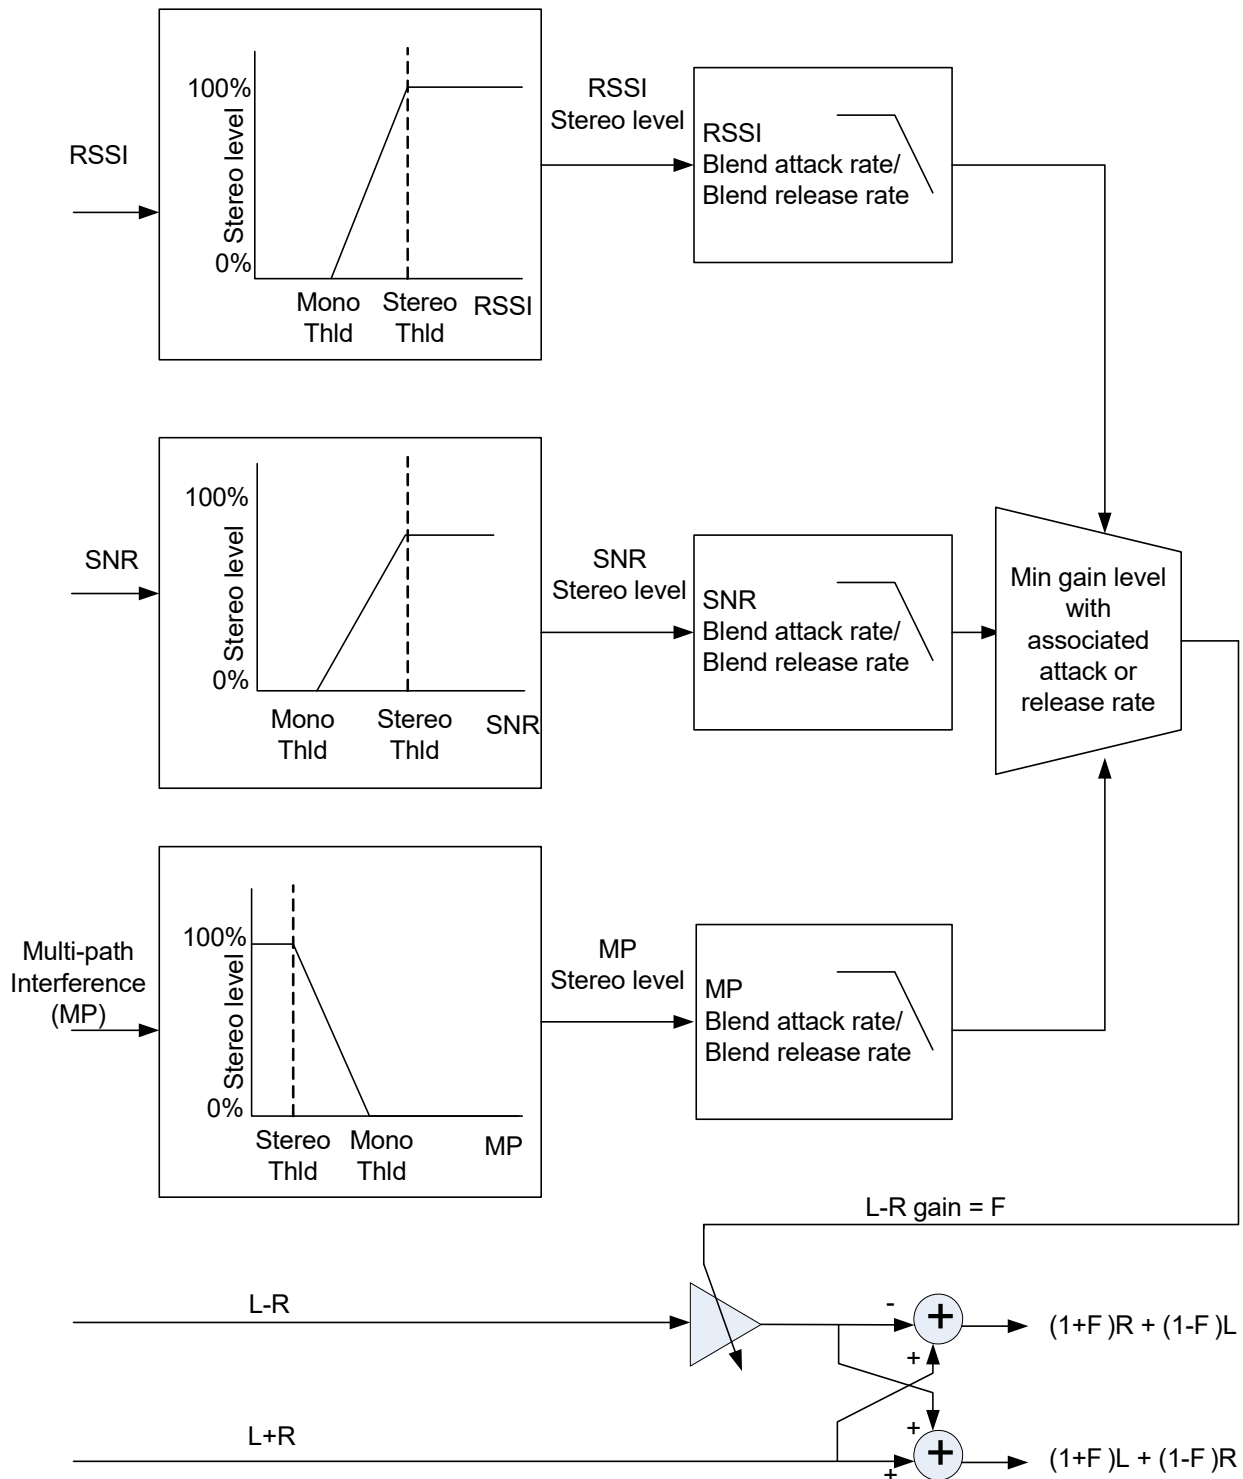 RSSI
100%
Stereo level
0%
Mono
Thld
Stereo
Thld
RSSI
RSSI
Stereo level
RSSI
Blend attack rate/
Blend release rate
SNR
100%
Stereo level
0%
Mono
Thld
Stereo
Thld
SNR
SNR
Stereo level
SNR
Blend attack rate/
Blend release rate
Min gain level
with
associated
attack or
release rate
Multi-path
Interference
(MP)
100%
Stereo level
0%
Stereo
Thld
Mono
Thld
MP
MP
Stereo level
MP
Blend attack rate/
Blend release rate
L-R gain = F
L-R
-
+
+
(1+F )R + (1-F )L
L+R
+
+
+
(1+F )L + (1-F )R